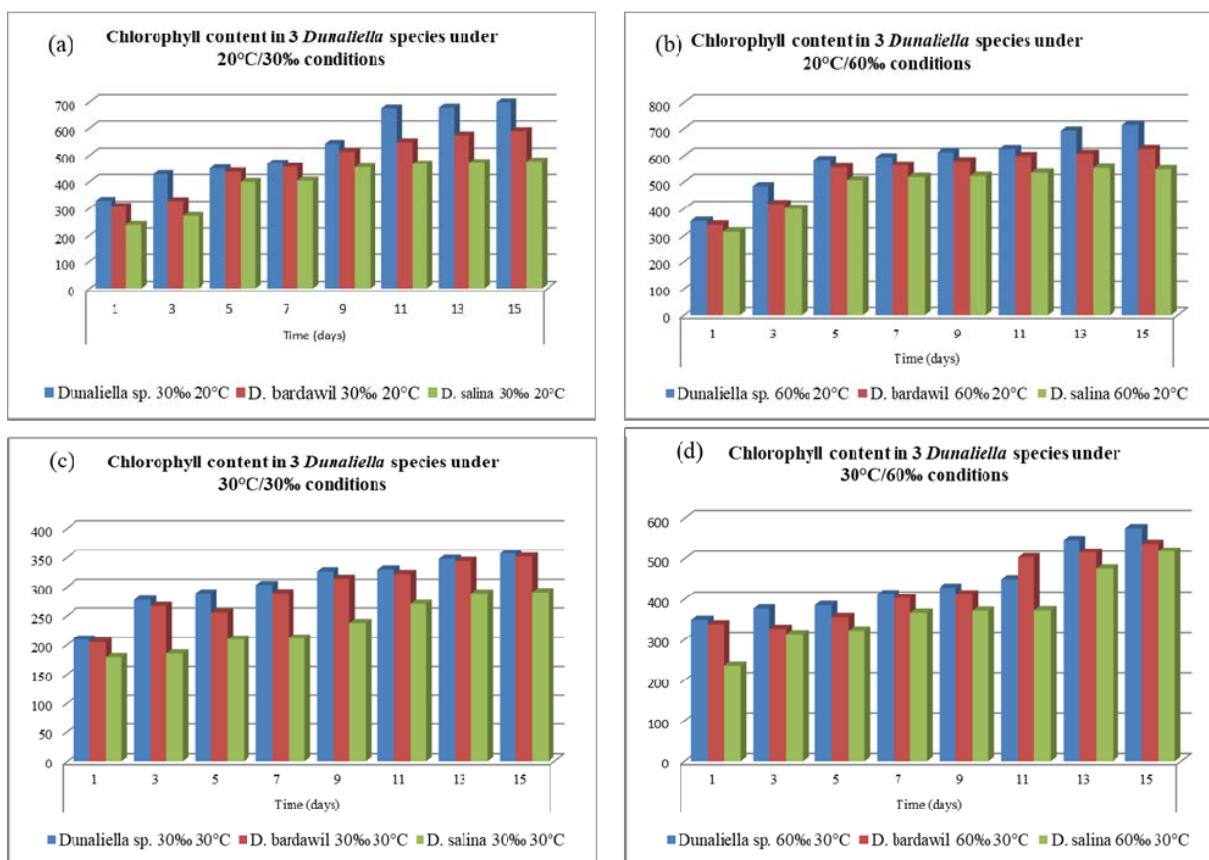 (a)
Chlorophyll content in 3 Dunaliella species under
20°C/30‰ conditions
700
600
500
400
300
200
100
0
1 3 5 7 9 11 13 15
Time (days)
Dunaliella sp. 30‰ 20°C D. bardawil 30‰ 20°C D. salina 30‰ 20°C
(b)
Chlorophyll content in 3 Dunaliella species under
20°C/60‰ conditions
800
700
600
500
400
300
200
100
0
1 3 5 7 9 11 13 15
Time (days)
Dunaliella sp. 60‰ 20°C D. bardawil 60‰ 20°C D. salina 60‰ 20°C
(c)
Chlorophyll content in 3 Dunaliella species under
30°C/30‰ conditions
400
350
300
250
200
150
100
50
0
1 3 5 7 9 11 13 15
Time (days)
Dunaliella sp. 30‰ 30°C D. bardawil 30‰ 30°C D. salina 30‰ 30°C
(d)
Chlorophyll content in 3 Dunaliella species under
30°C/60‰ conditions
600
500
400
300
200
100
0
1 3 5 7 9 11 13 15
Time (days)
Dunaliella sp. 60‰ 30°C D. bardawil 60‰ 30°C D. salina 60‰ 30°C